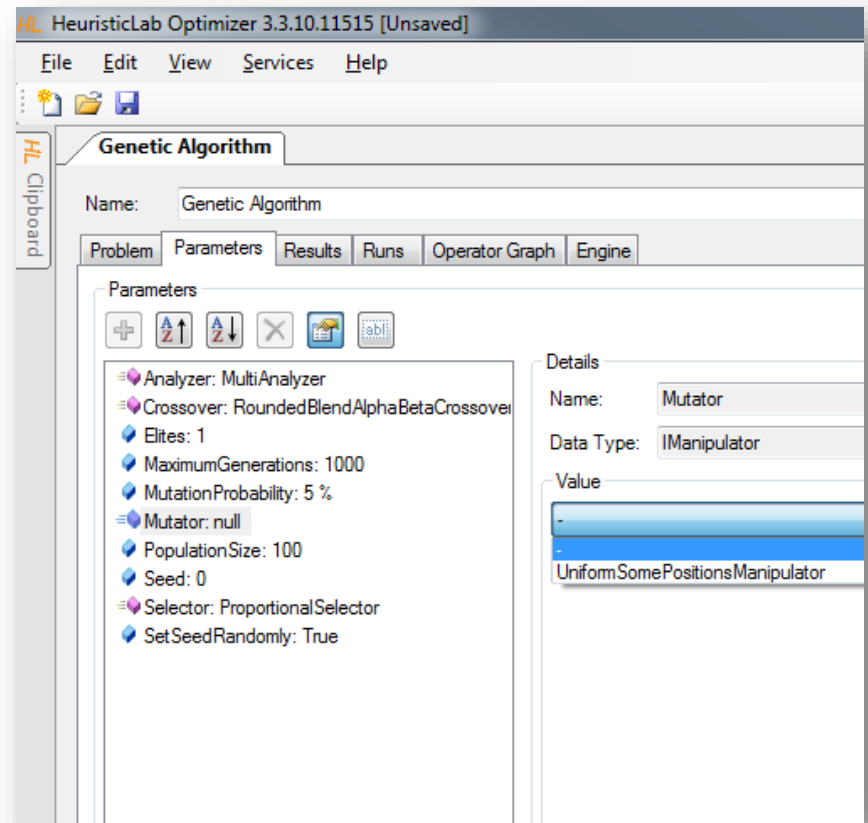 HL HeuristicLab Optimizer 3.3.10.11515 [Unsaved]
File Edit View Services Help
HL Clipboard
Genetic Algorithm
Name: Genetic Algorithm
Problem Parameters Results Runs Operator Graph Engine
Parameters
A Z A Z abl
Analyzer: MultiAnalyzer
Crossover: RoundedBlendAlphaBetaCrossover
Elites: 1
MaximumGenerations: 1000
MutationProbability: 5 %
Mutator: null
PopulationSize: 100
Seed: 0
Selector: ProportionalSelector
SetSeedRandomly: True
Details
Name: Mutator
Data Type: IManipulator
Value
-
-
UniformSomePositionsManipulator